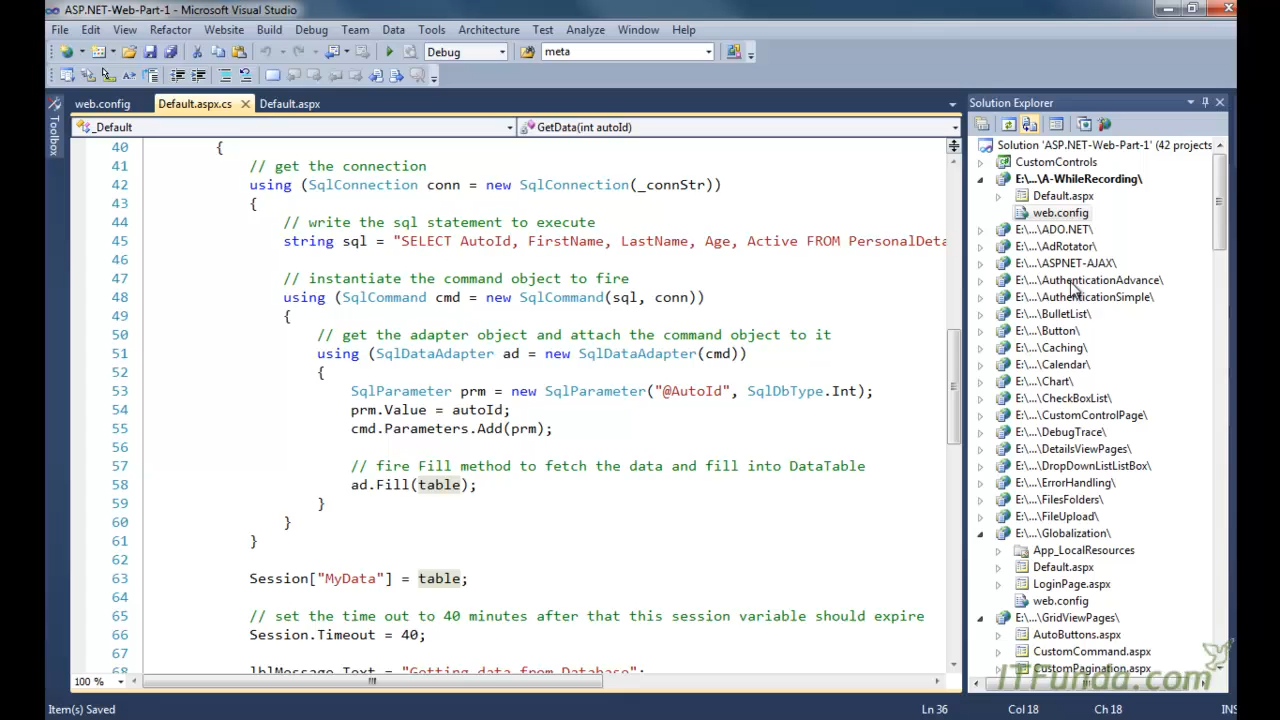 ASP.NET-Web-Part-1 - Microsoft Visual Studio
File Edit View Refactor Website Build Debug Team Data Tools Architecture Test Analyze Window Help
Debug meta
web.config Default.aspx.cs Default.aspx
_Default GetData(int autoId)
Toolbox
40 {
41 // get the connection
42 using (SqlConnection conn = new SqlConnection(_connStr))
43 {
44 // write the sql statement to execute
45 string sql = "SELECT AutoId, FirstName, LastName, Age, Active FROM PersonalDeta
46
47 // instantiate the command object to fire
48 using (SqlCommand cmd = new SqlCommand(sql, conn))
49 {
50 // get the adapter object and attach the command object to it
51 using (SqlDataAdapter ad = new SqlDataAdapter(cmd))
52 {
53 SqlParameter prm = new SqlParameter("@AutoId", SqlDbType.Int);
54 prm.Value = autoId;
55 cmd.Parameters.Add(prm);
56
57 // fire Fill method to fetch the data and fill into DataTable
58 ad.Fill(table);
59 }
60 }
61 }
62
63 Session["MyData"] = table;
64
65 // set the time out to 40 minutes after that this session variable should expire
66 Session.Timeout = 40;
67
68 lblMessage.Text = "Getting data from Database";
100 %
Solution Explorer
Solution 'ASP.NET-Web-Part-1' (42 projects
CustomControls
E:\...\A-WhileRecording\
Default.aspx
web.config
E:\...\ADO.NET\
E:\...\AdRotator\
E:\...\ASPNET-AJAX\
E:\...\AuthenticationAdvance\
E:\...\AuthenticationSimple\
E:\...\BulletList\
E:\...\Button\
E:\...\Caching\
E:\...\Calendar\
E:\...\Chart\
E:\...\CheckBoxList\
E:\...\CustomControlPage\
E:\...\DebugTrace\
E:\...\DetailsViewPages\
E:\...\DropDownListListBox\
E:\...\ErrorHandling\
E:\...\FilesFolders\
E:\...\FileUpload\
E:\...\Globalization\
App_LocalResources
Default.aspx
LoginPage.aspx
web.config
E:\...\GridViewPages\
AutoButtons.aspx
CustomCommand.aspx
CustomPagination.aspx
ITFunda.com
Item(s) Saved Ln 36 Col 18 Ch 18 INS